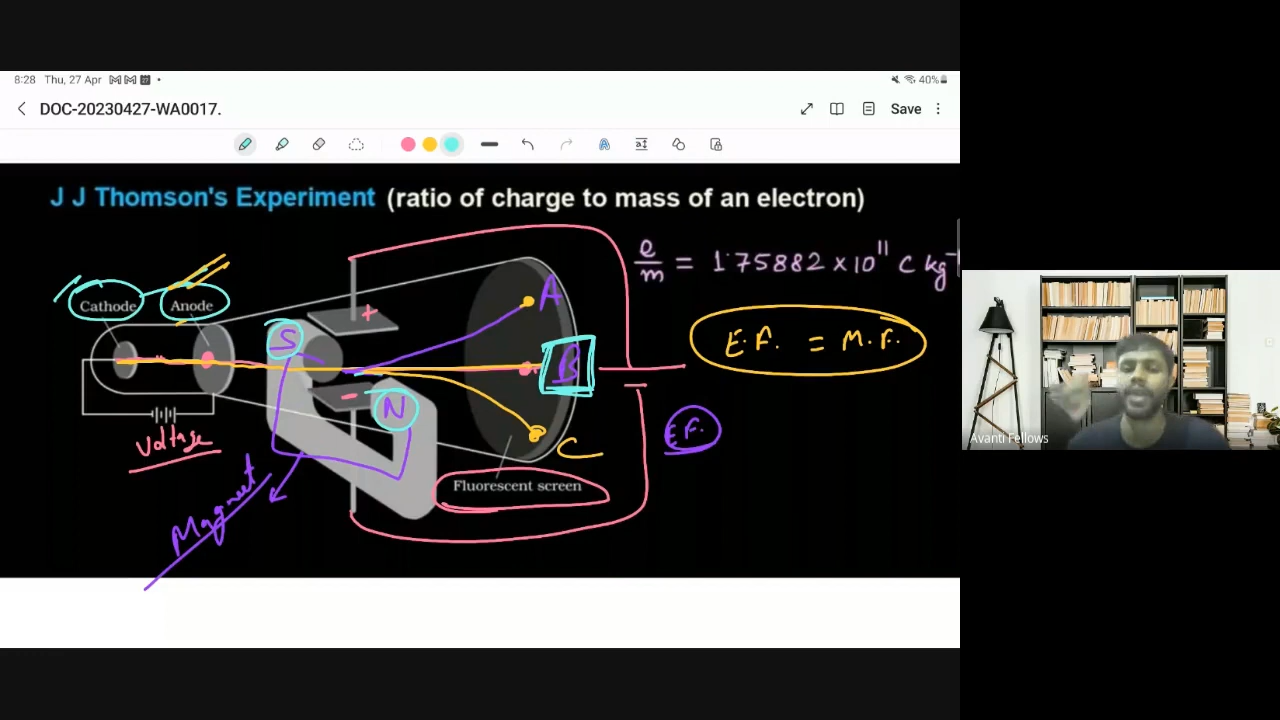 8:28 Thu, 27 Apr
40%
DOC-20230427-WA0017.
Save
J J Thomson's Experiment (ratio of charge to mass of an electron)
e/m = 1.75882 × 10¹¹ C kg⁻¹
Cathode
Anode
A
+
S
B
E.F. = M.F.
-
N
Voltage
C
E.F.
Fluorescent screen
Magnet
Avanti Fellows